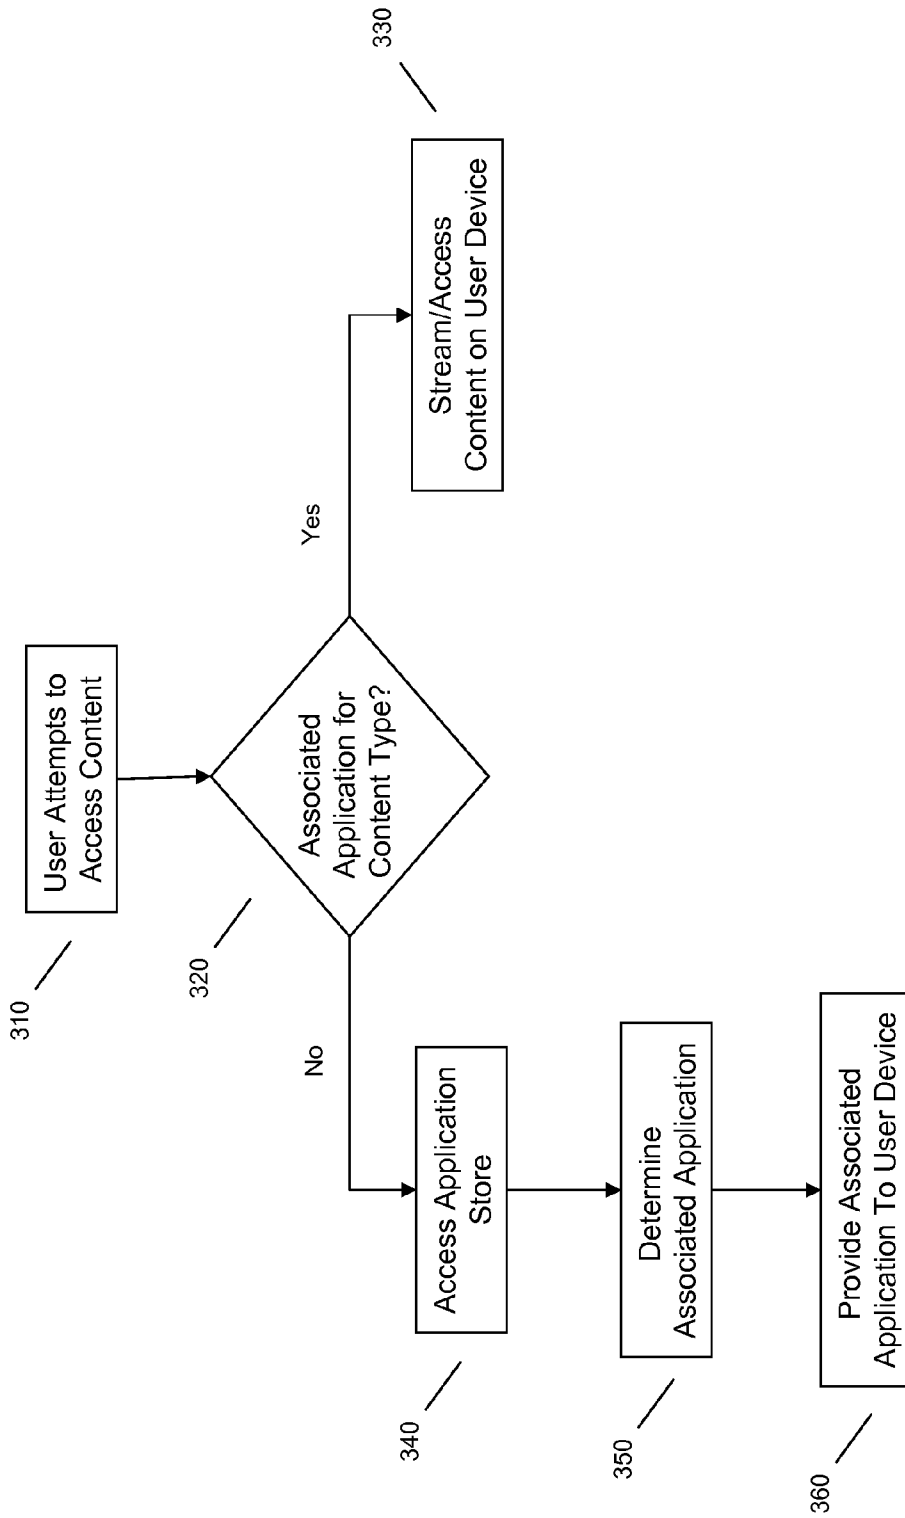 310
User Attempts to
Access Content
320
Associated
Application for
Content Type?
Yes
330
Stream/Access
Content on User Device
No
340
Access Application
Store
350
Determine
Associated Application
360
Provide Associated
Application To User Device